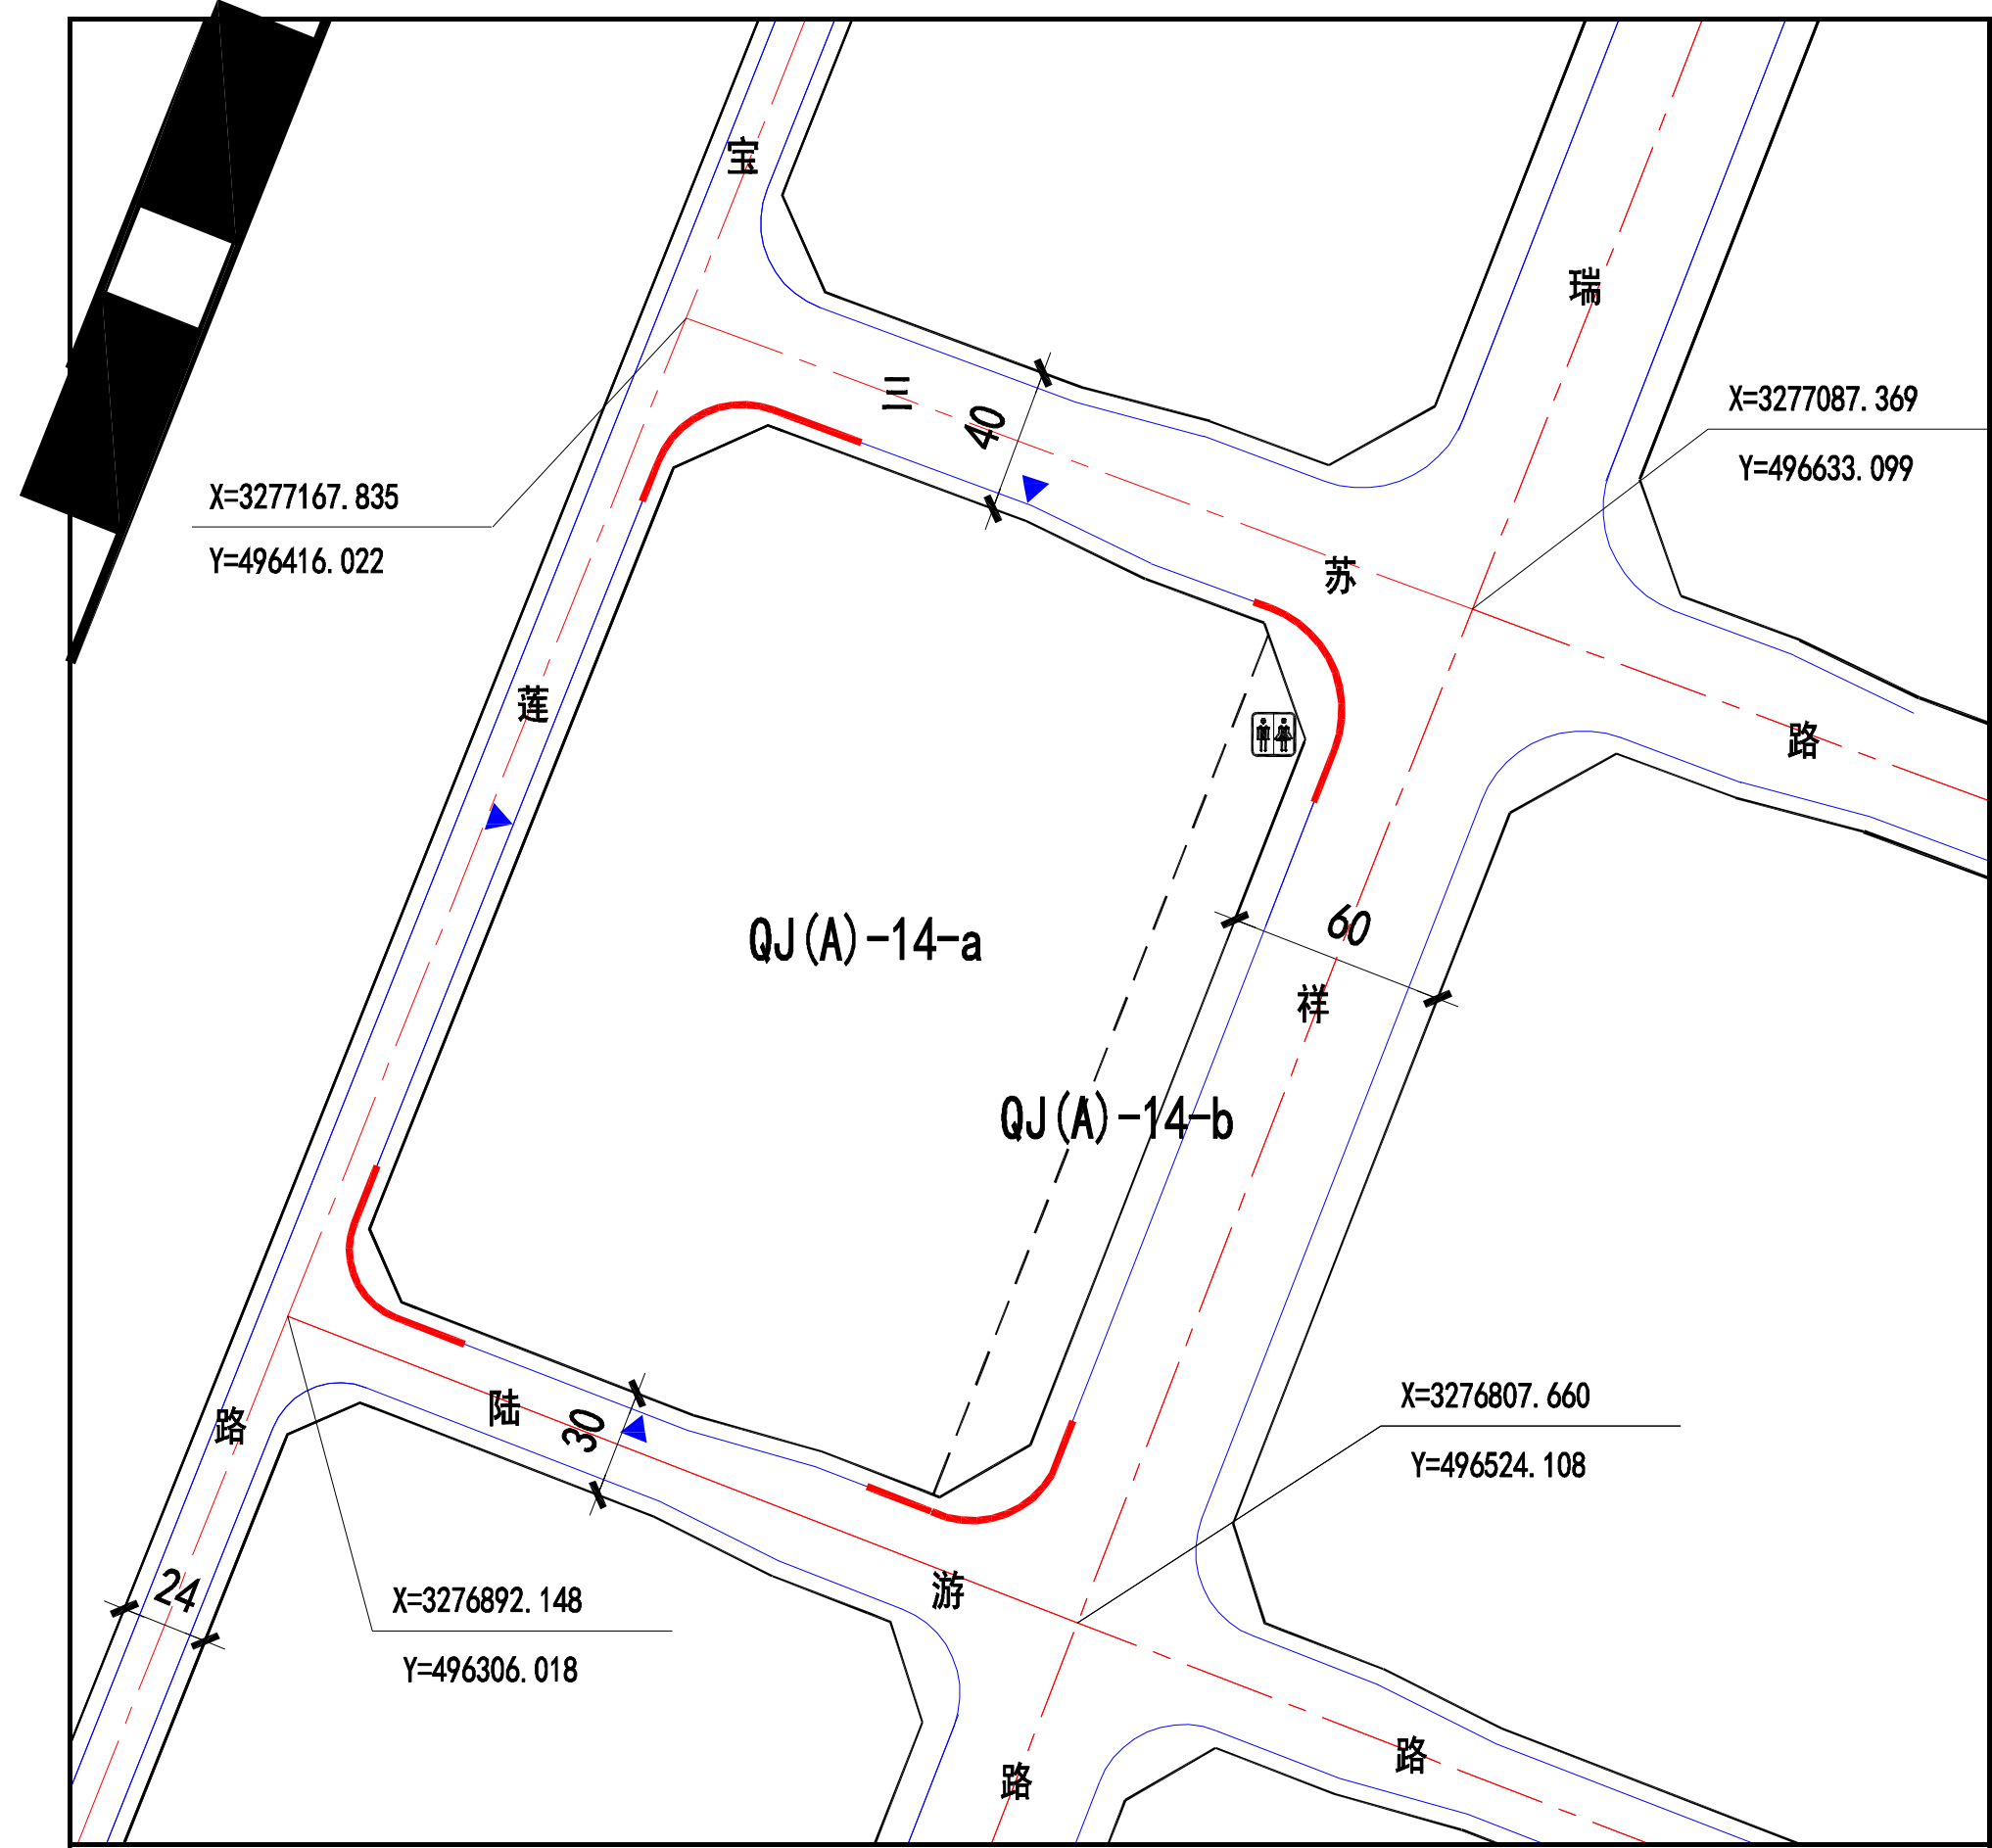 宝
瑞
三
40
X=3277087.369
Y=496633.099
X=3277167.835
Y=496416.022
苏
莲
路
60
QJ(A)-14-a
祥
QJ(A)-14-b
陆
30
路
X=3276807.660
Y=496524.108
24
X=3276892.148
Y=496306.018
游
路
路